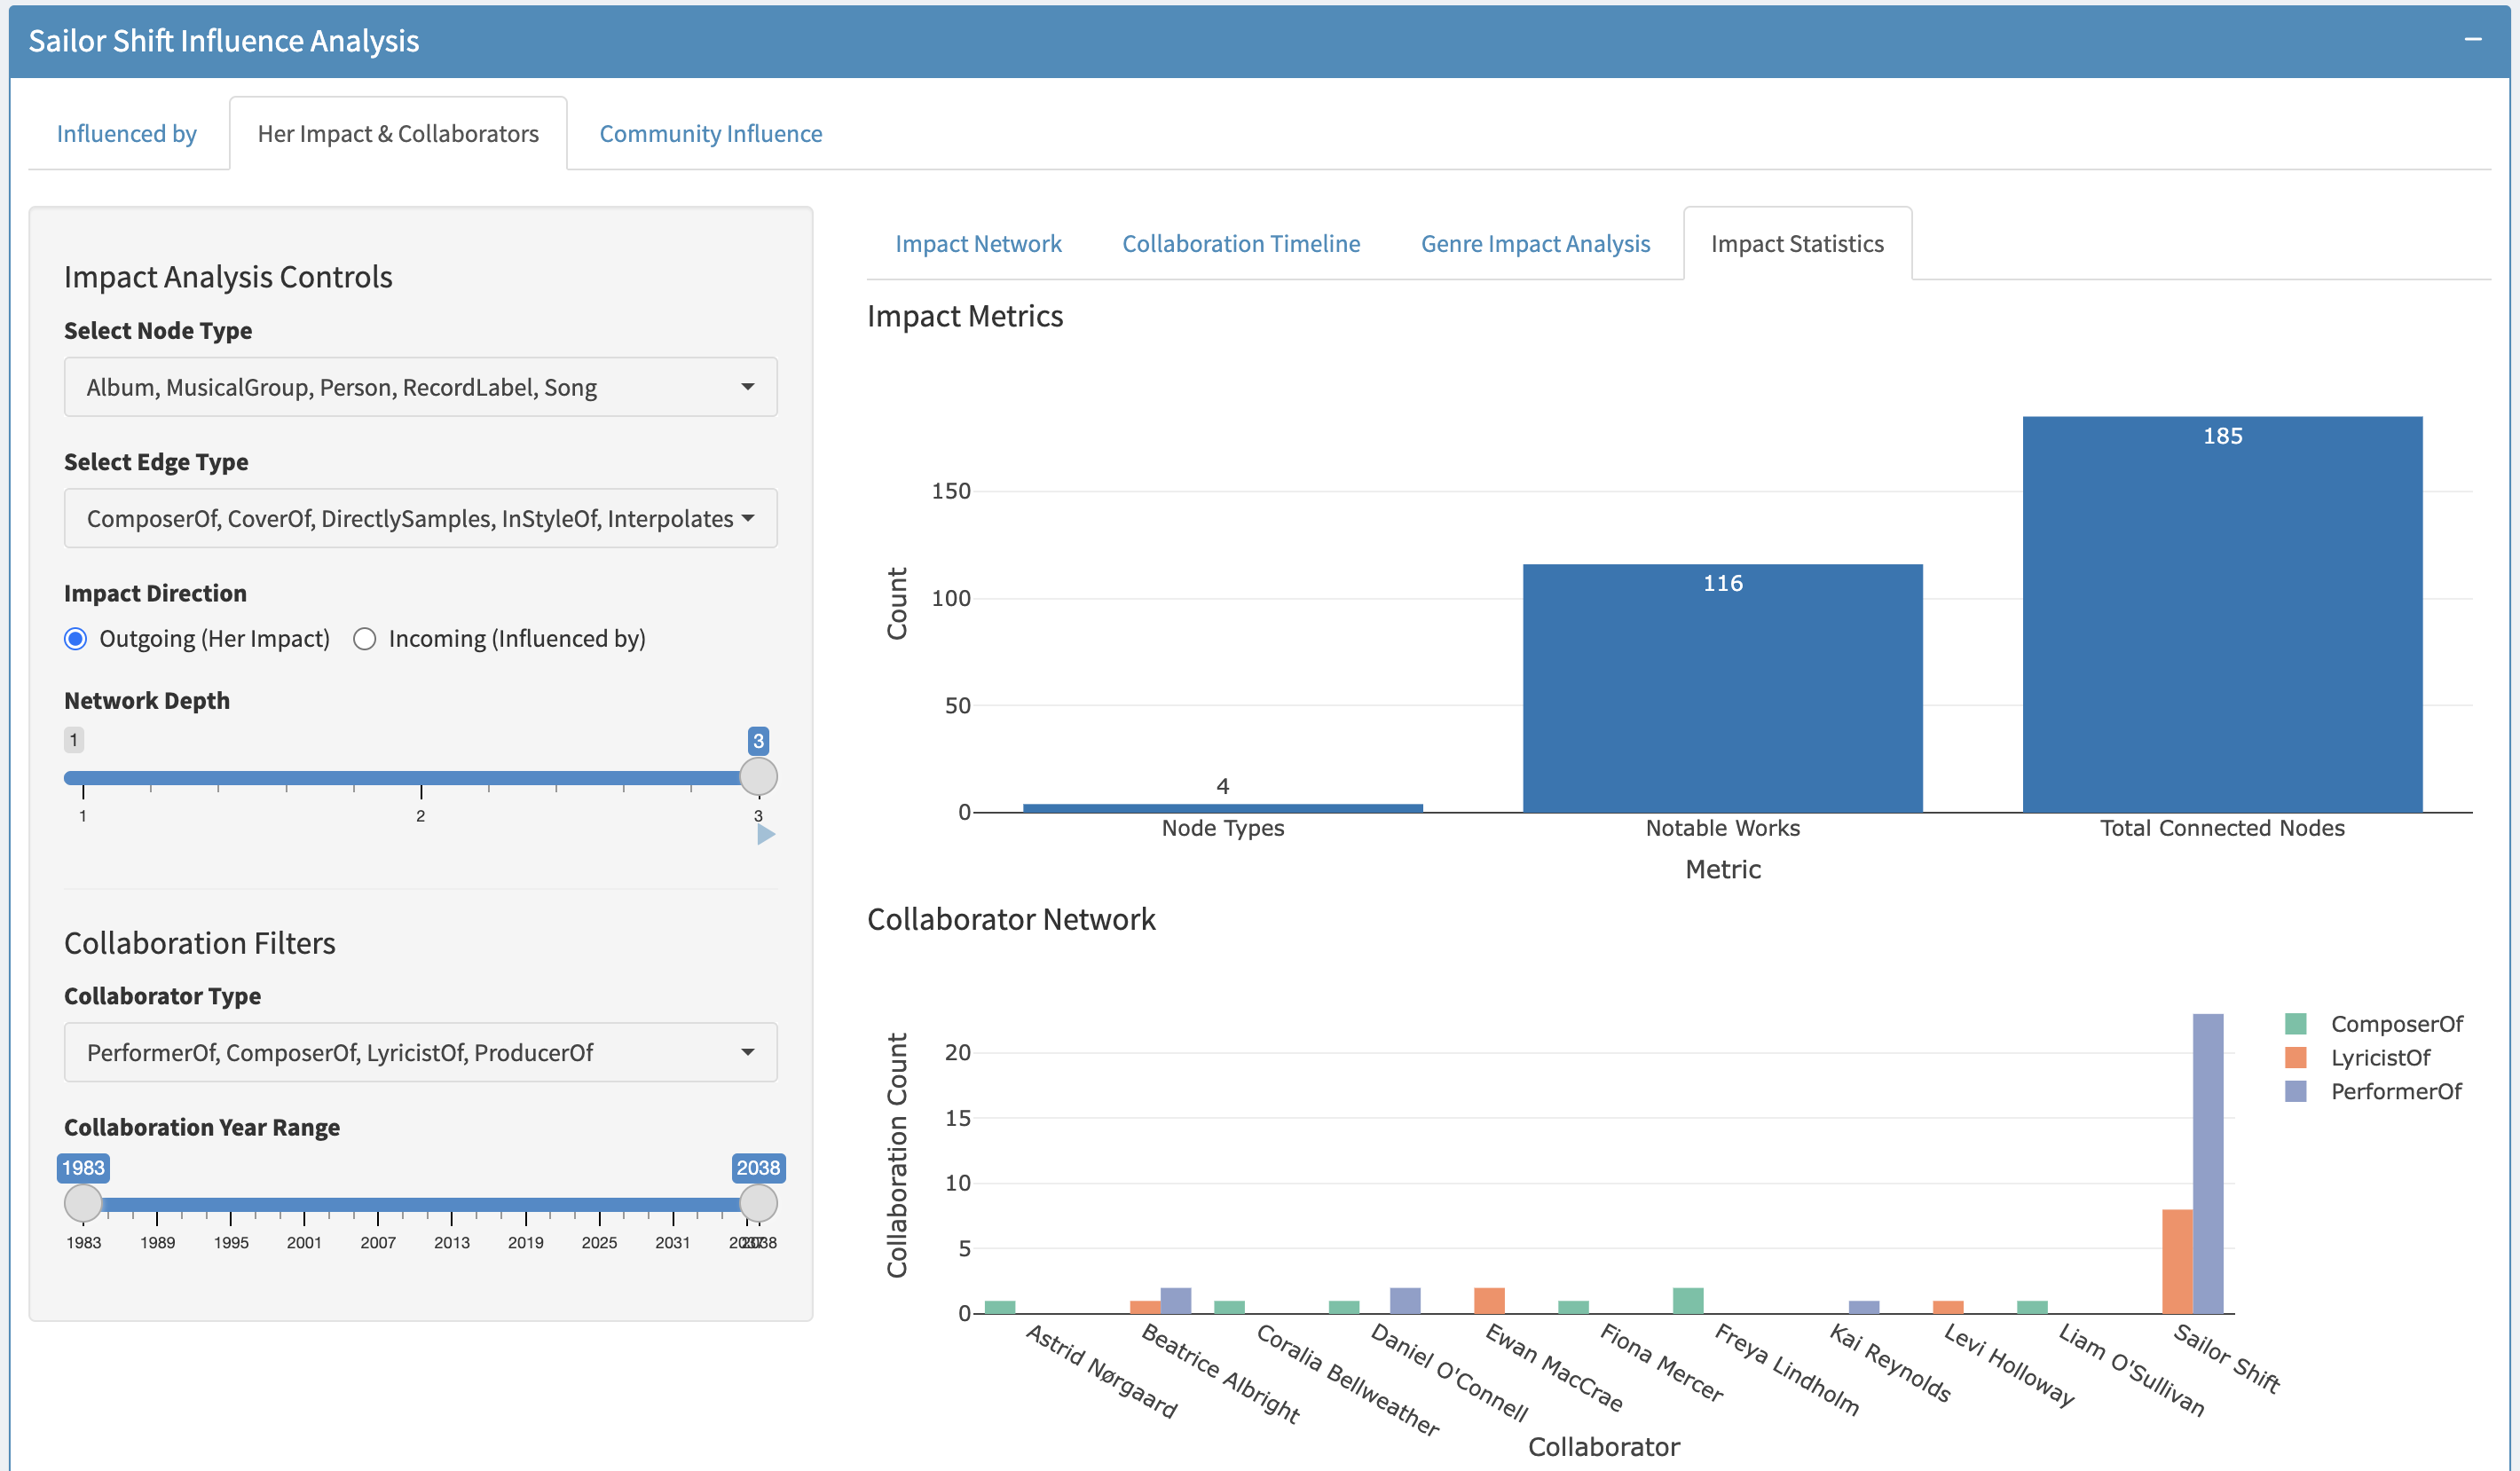 Sailor Shift Influence Analysis
Influenced by
Her Impact & Collaborators
Community Influence
Impact Analysis Controls
Select Node Type
Album, MusicalGroup, Person, RecordLabel, Song
Select Edge Type
ComposerOf, CoverOf, DirectlySamples, InStyleOf, Interpolates
Impact Direction
Outgoing (Her Impact)
Incoming (Influenced by)
Network Depth
1
3
1
2
3
Collaboration Filters
Collaborator Type
PerformerOf, ComposerOf, LyricistOf, ProducerOf
Collaboration Year Range
1983
2038
1983
1989
1995
2001
2007
2013
2019
2025
2031
2037
2038
Impact Network
Collaboration Timeline
Genre Impact Analysis
Impact Statistics
Impact Metrics
Count
150
100
50
0
4
116
185
Node Types
Notable Works
Total Connected Nodes
Metric
Collaborator Network
Collaboration Count
20
15
10
5
0
ComposerOf
LyricistOf
PerformerOf
Astrid Nørgaard
Beatrice Albright
Coralia Bellweather
Daniel O'Connell
Ewan MacCrae
Fiona Mercer
Freya Lindholm
Kai Reynolds
Levi Holloway
Liam O'Sullivan
Sailor Shift
Collaborator